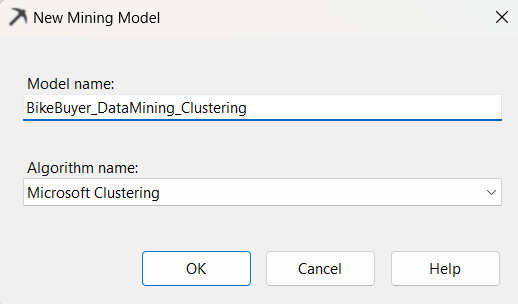 New Mining Model
Model name:
BikeBuyer_DataMining_Clustering
Algorithm name:
Microsoft Clustering
OK
Cancel
Help